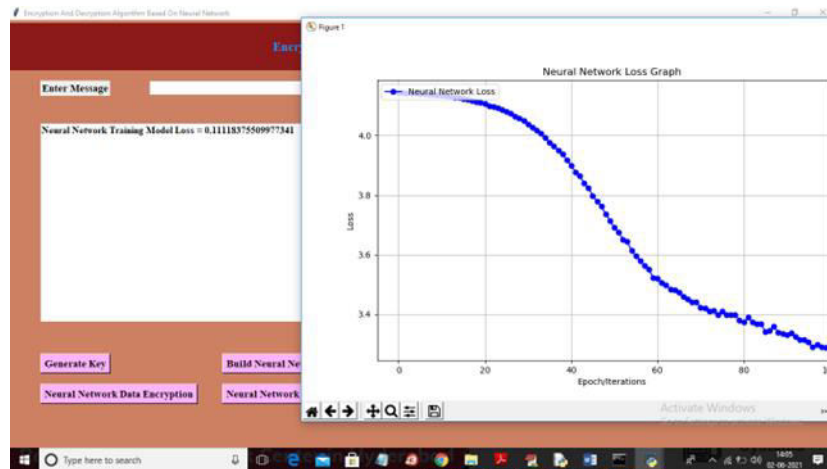 Encryption And Decryption Algorithm Based On Neural Network
Encry
Enter Message
Neural Network Training Model Loss = 0.11118375509977341
Generate Key
Build Neural Ne
Neural Network Data Encryption
Neural Network
Figure 1
Neural Network Loss Graph
Neural Network Loss
4.0
3.8
3.6
3.4
Loss
0
20
40
60
80
Epoch/Iterations
Activate Windows
Type here to search
14:05
02-06-2021